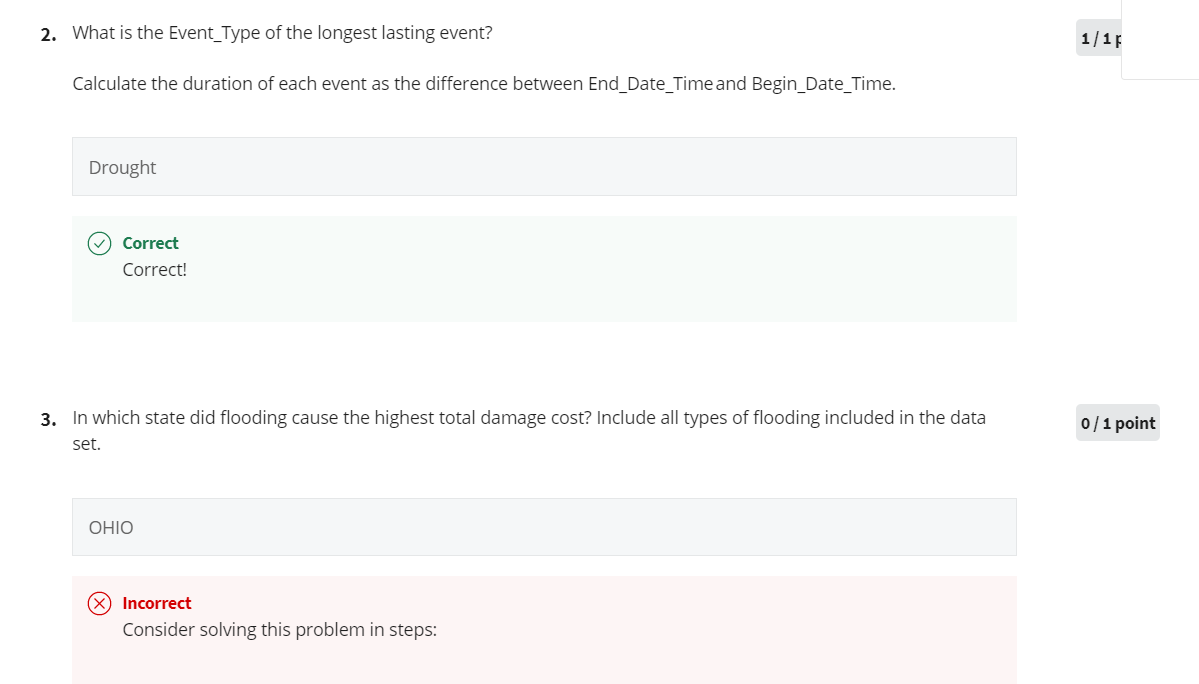 2. What is the Event_Type of the longest lasting event?
1 / 1 p
Calculate the duration of each event as the difference between End_Date_Time and Begin_Date_Time.
Drought
Correct
Correct!
3. In which state did flooding cause the highest total damage cost? Include all types of flooding included in the data
set.
0 / 1 point
OHIO
Incorrect
Consider solving this problem in steps: